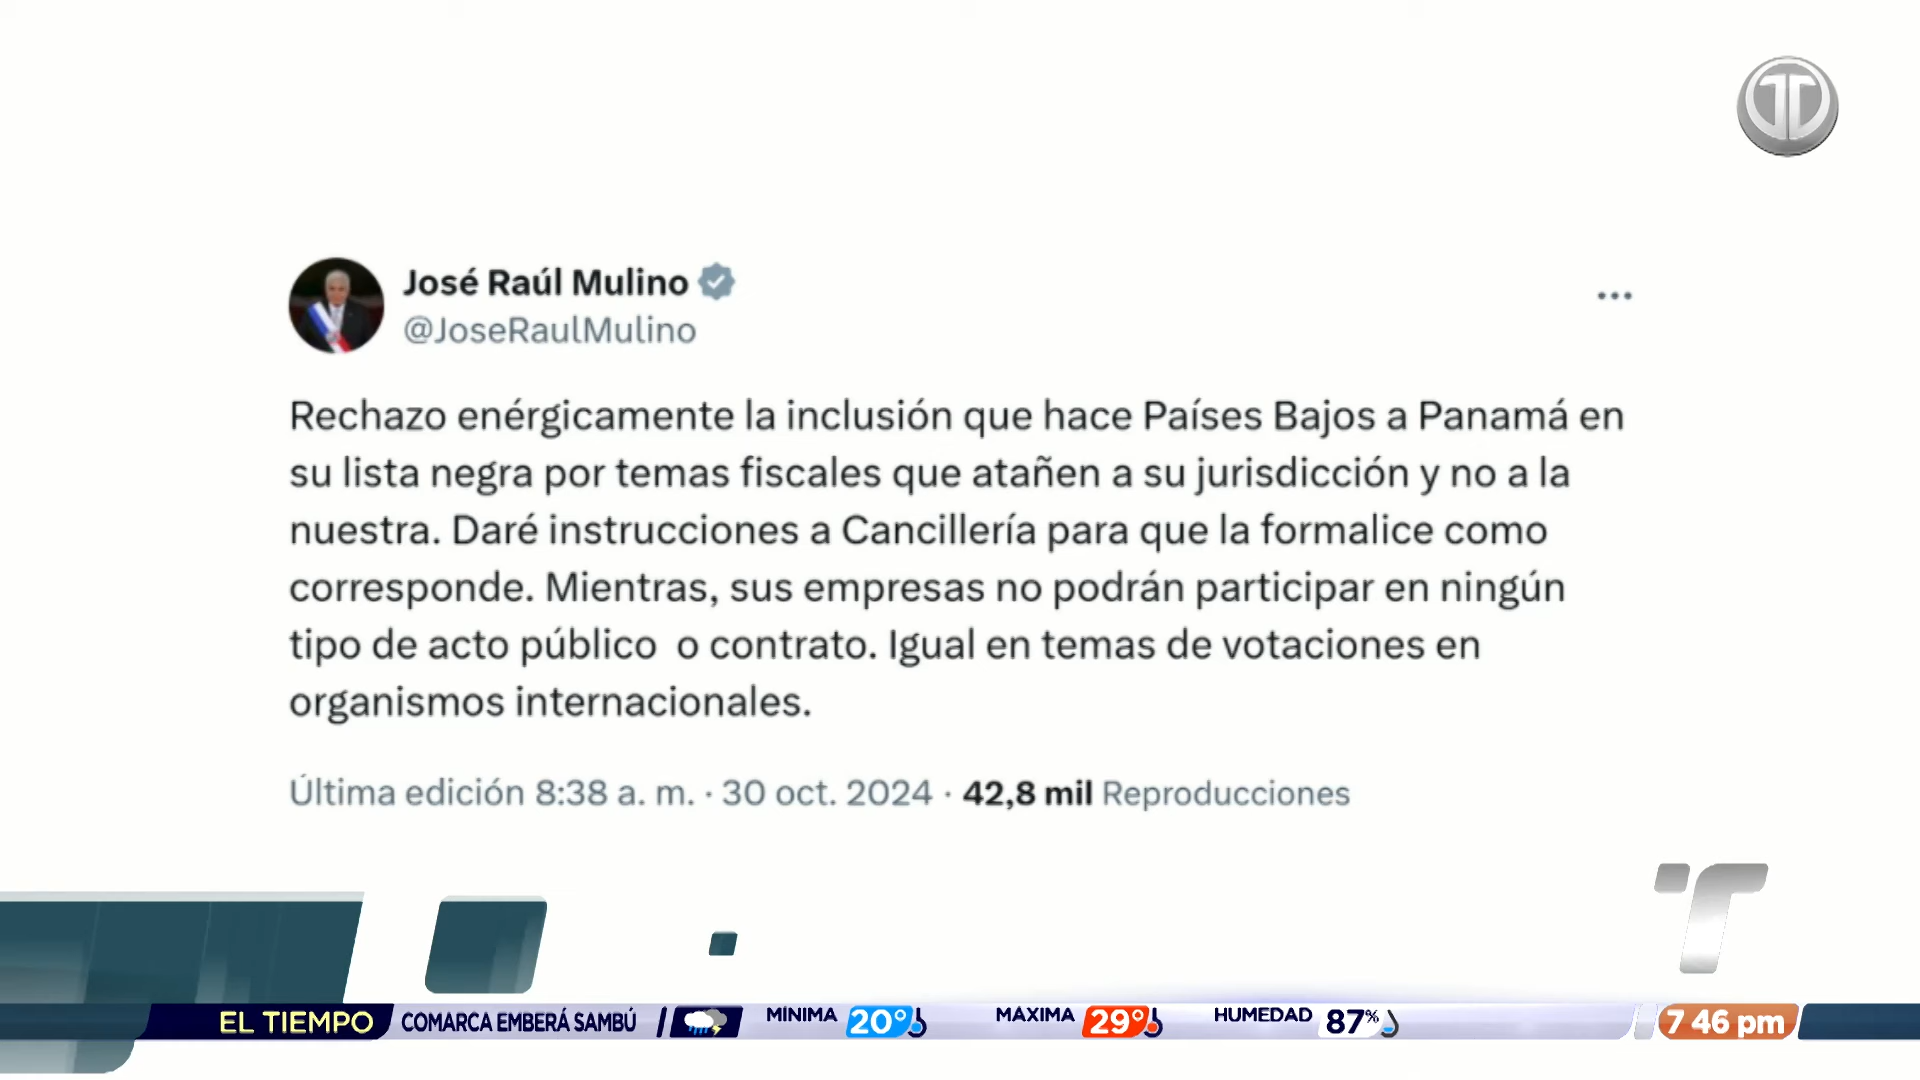 José Raúl Mulino
@JoseRaulMulino
Rechazo enérgicamente la inclusión que hace Países Bajos a Panamá en
su lista negra por temas fiscales que atañen a su jurisdicción y no a la
nuestra. Daré instrucciones a Cancillería para que la formalice como
corresponde. Mientras, sus empresas no podrán participar en ningún
tipo de acto público o contrato. Igual en temas de votaciones en
organismos internacionales.
Última edición 8:38 a. m. · 30 oct. 2024 · 42,8 mil Reproducciones
EL TIEMPO COMARCA EMBERÁ SAMBÚ MÍNIMA 20° MÁXIMA 29° HUMEDAD 87% 7 46 pm